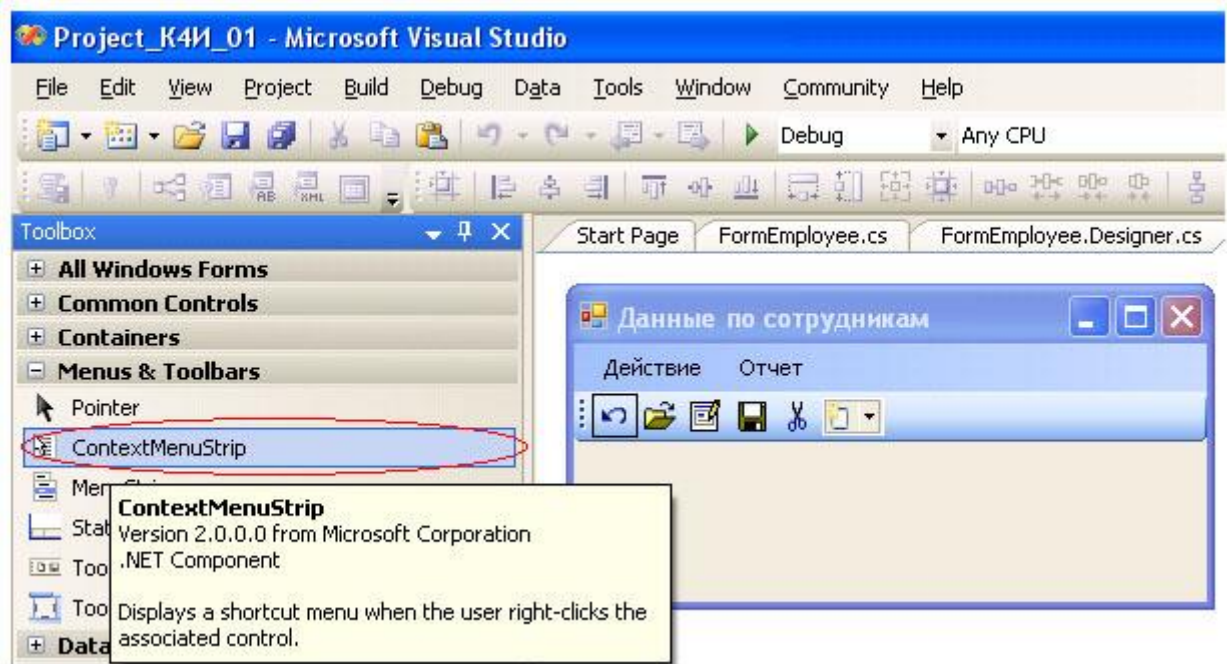 Project_К4И_01 - Microsoft Visual Studio
File Edit View Project Build Debug Data Tools Window Community Help
Debug Any CPU
Toolbox
Start Page FormEmployee.cs FormEmployee.Designer.cs
All Windows Forms
Common Controls
Containers
Menus & Toolbars
Pointer
ContextMenuStrip
Данные по сотрудникам
Действие Отчет
ContextMenuStrip
Version 2.0.0.0 from Microsoft Corporation
.NET Component
Displays a shortcut menu when the user right-clicks the
associated control.
Data